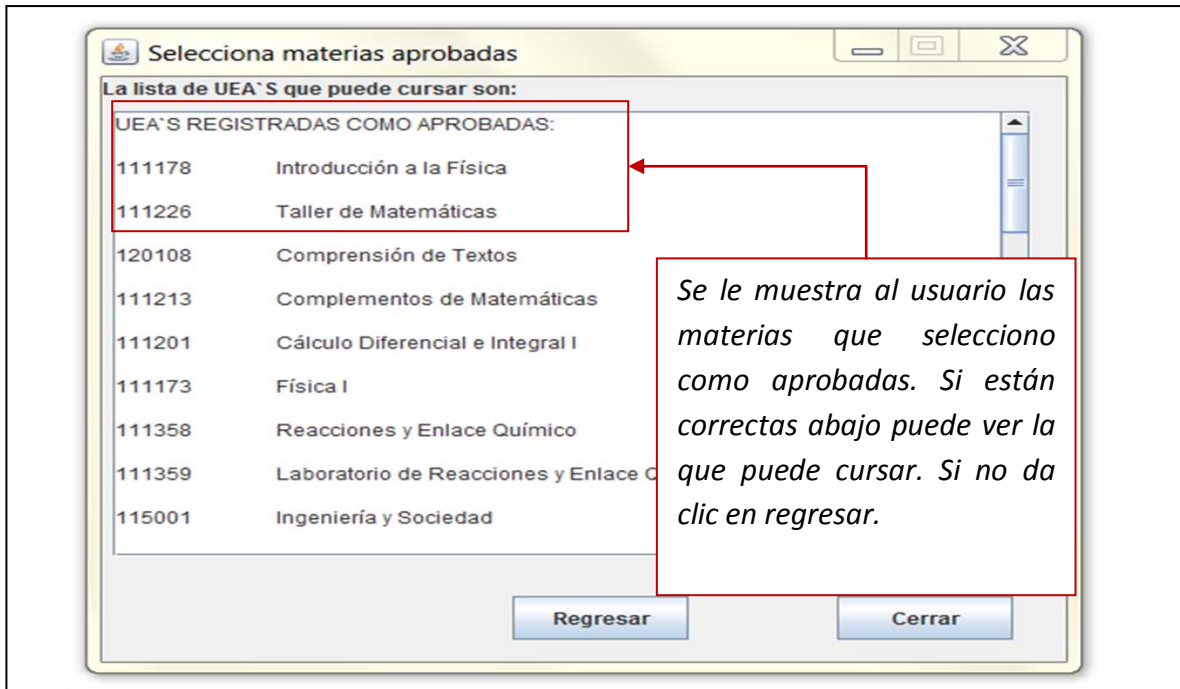 Selecciona materias aprobadas
La lista de UEA`S que puede cursar son:
UEA`S REGISTRADAS COMO APROBADAS:
111178 Introducción a la Física
111226 Taller de Matemáticas
120108 Comprensión de Textos
111213 Complementos de Matemáticas
111201 Cálculo Diferencial e Integral I
111173 Física I
111358 Reacciones y Enlace Químico
111359 Laboratorio de Reacciones y Enlace
115001 Ingeniería y Sociedad
Se le muestra al usuario las
materias que selecciono
como aprobadas. Si están
correctas abajo puede ver la
que puede cursar. Si no da
clic en regresar.
Regresar
Cerrar